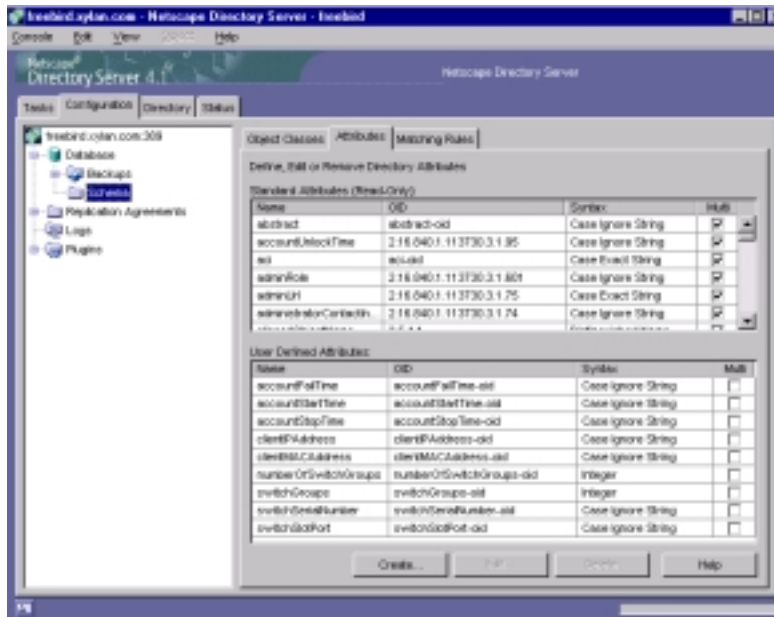 freebird.xylan.com - Netscape Directory Server - freebird
Console Edit View Object Help
Netscape
Directory Server 4.1
Netscape Directory Server
Tasks Configuration Directory Status
freebird.xylan.com:389
Database
Backups
Schema
Replication Agreements
Logs
Plugins
Object Classes Attributes Matching Rules
Define, Edit or Remove Directory Attributes
Standard Attributes (Read-Only)
Name OID Syntax Multi
abstract abstract-oid Case Ignore String
accountUnlockTime 2.16.840.1.113730.3.1.95 Case Ignore String
aci aci-oid Case Exact String
adminRole 2.16.840.1.113730.3.1.601 Case Ignore String
adminUrl 2.16.840.1.113730.3.1.75 Case Exact String
administratorContactIn... 2.16.840.1.113730.3.1.74 Case Ignore String
User Defined Attributes:
Name OID Syntax Multi
accountFailTime accountFailTime-oid Case Ignore String
accountStartTime accountStartTime-oid Case Ignore String
accountStopTime accountStopTime-oid Case Ignore String
clientIPAddress clientIPAddress-oid Case Ignore String
clientMACAddress clientMACAddress-oid Case Ignore String
numberOfSwitchGroups numberOfSwitchGroups-oid Integer
switchGroups switchGroups-oid Integer
switchSerialNumber switchSerialNumber-oid Case Ignore String
switchSlotPort switchSlotPort-oid Case Ignore String
Create... Edit... Delete Help